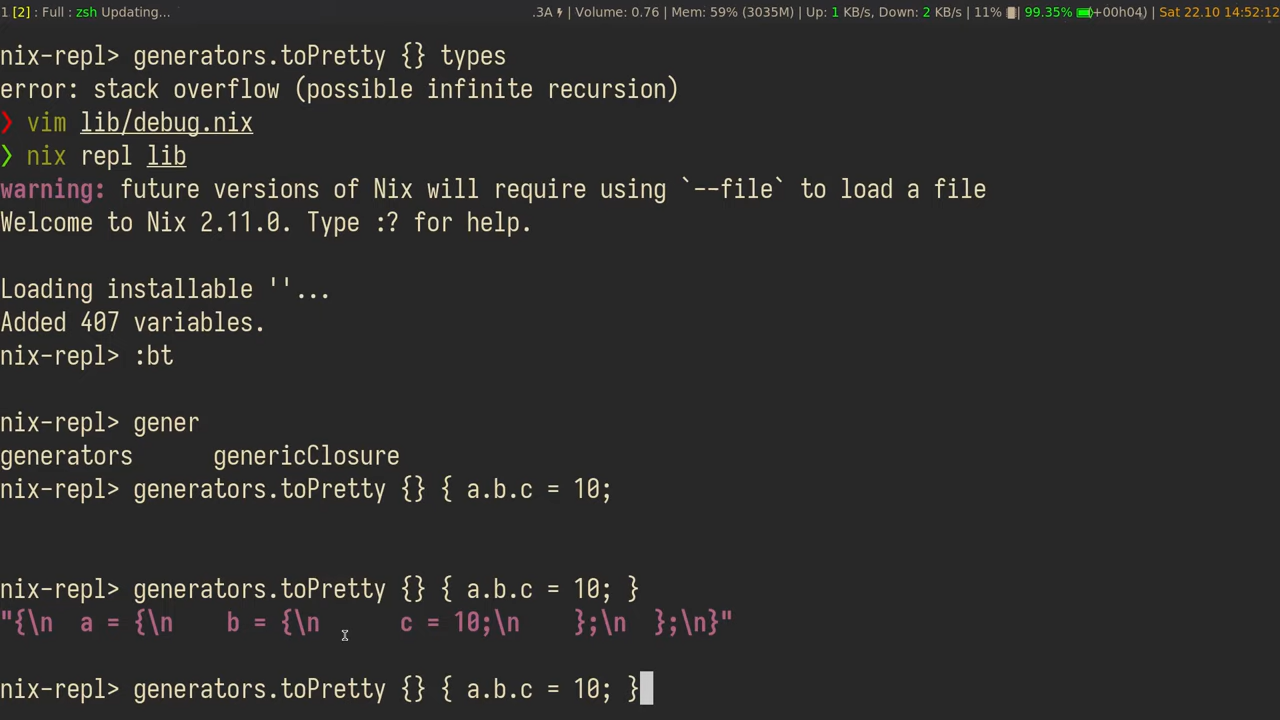 1 [2] : Full : zsh Updating... .3A | Volume: 0.76 | Mem: 59% (3035M) | Up: 1 KB/s, Down: 2 KB/s | 11% | 99.35% +00h04 | Sat 22.10 14:52:12
nix-repl> generators.toPretty {} types
error: stack overflow (possible infinite recursion)
❯ vim lib/debug.nix
❯ nix repl lib
warning: future versions of Nix will require using `--file` to load a file
Welcome to Nix 2.11.0. Type :? for help.
Loading installable ''...
Added 407 variables.
nix-repl> :bt
nix-repl> gener
generators      genericClosure
nix-repl> generators.toPretty {} { a.b.c = 10;
nix-repl> generators.toPretty {} { a.b.c = 10; }
"{\n  a = {\n    b = {\n      c = 10;\n    };\n  };\n}"
nix-repl> generators.toPretty {} { a.b.c = 10; }